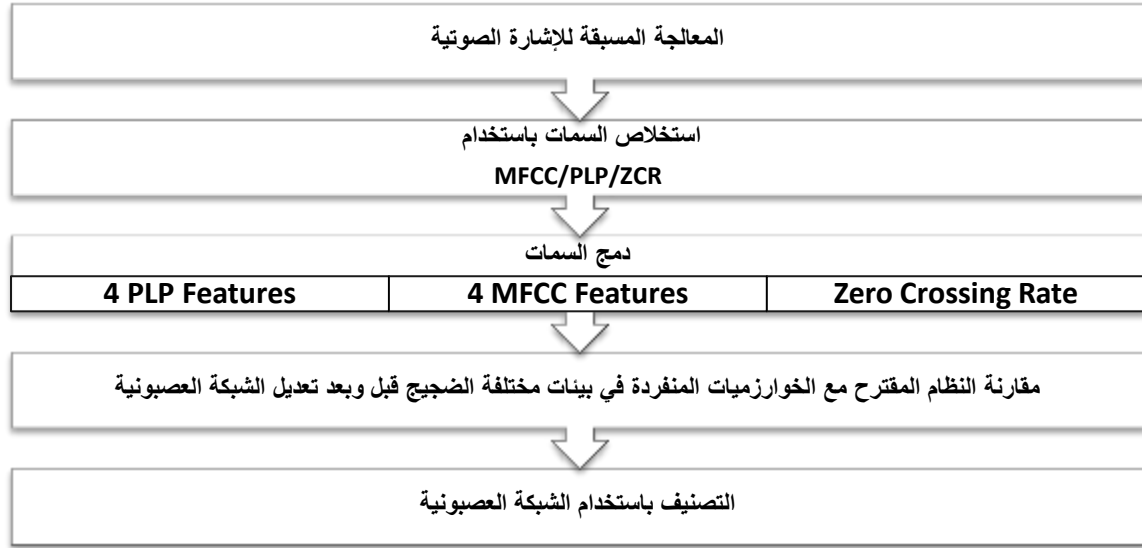 المعالجة المسبقة للإشارة الصوتية
استخلاص السمات باستخدام
MFCC/PLP/ZCR
دمج السمات
4 PLP Features
4 MFCC Features
Zero Crossing Rate
مقارنة النظام المقترح مع الخوارزميات المنفردة في بيئات مختلفة الضجيج قبل وبعد تعديل الشبكة العصبونية
التصنيف باستخدام الشبكة العصبونية